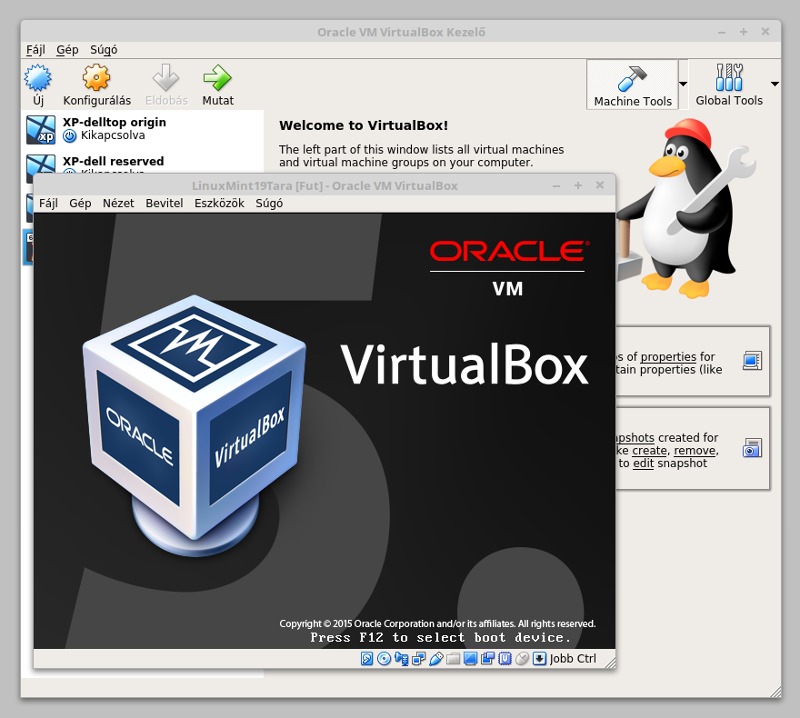 Oracle VM VirtualBox Kezelő
Fájl Gép Súgó
Új Konfigurálás Eldobás Mutat
Machine Tools Global Tools
XP-delltop origin
Kikapcsolva
XP-dell reserved
Kikapcsolva
Welcome to VirtualBox!
The left part of this window lists all virtual machines
and virtual machine groups on your computer.
LinuxMint19Tara [Fut] - Oracle VM VirtualBox
Fájl Gép Nézet Bevitel Eszközök Súgó
ORACLE
VM
VirtualBox
ORACLE
VirtualBox
of properties for
properties (like
created for
create, remove,
to edit snapshot
Copyright © 2015 Oracle Corporation and/or its affiliates. All rights reserved.
Press F12 to select boot device.
Jobb Ctrl